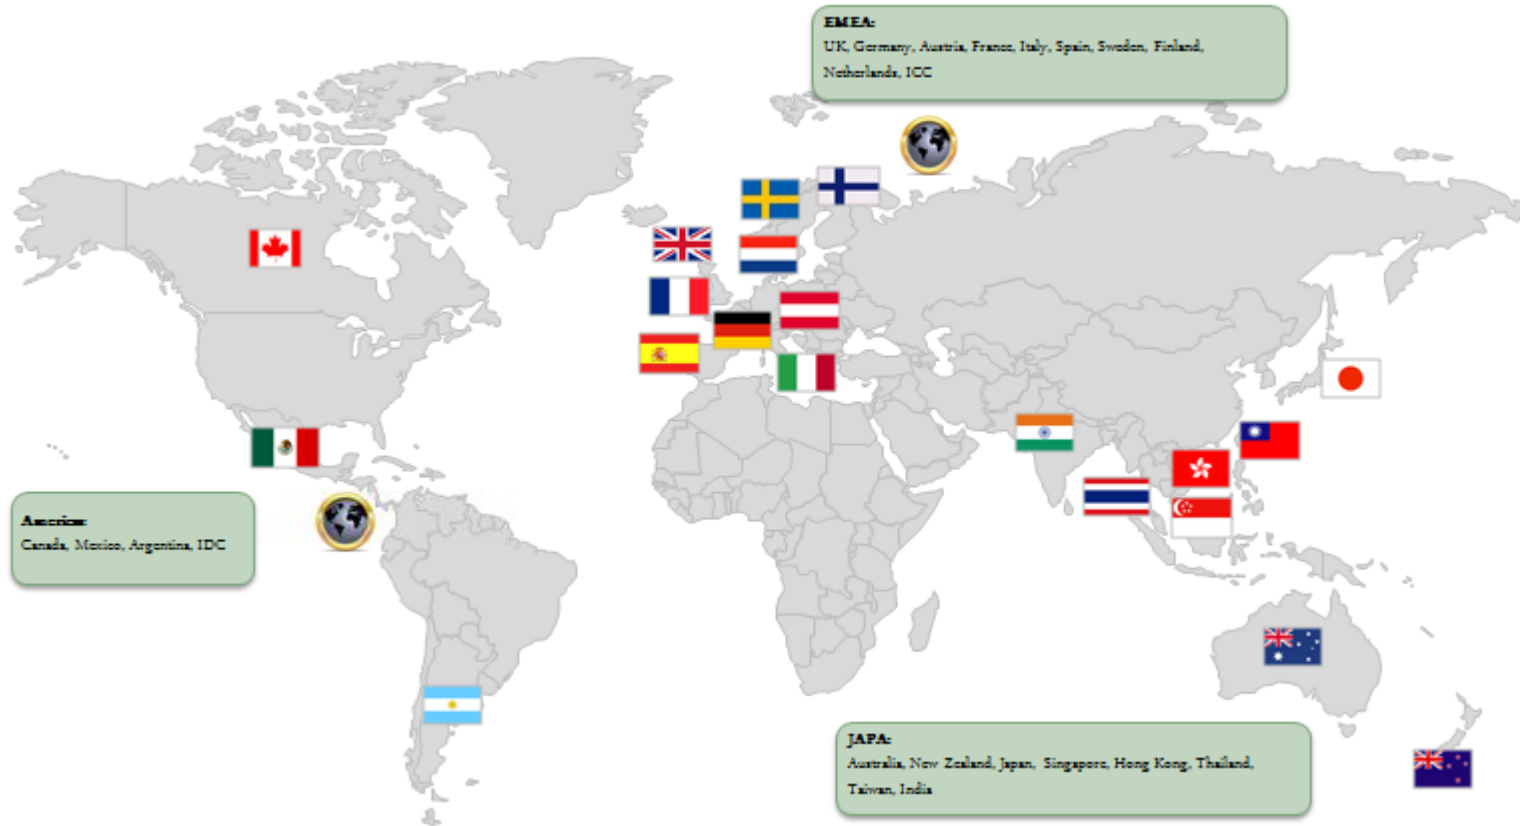 EMEA:
UK, Germany, Austria, France, Italy, Spain, Sweden, Finland,
Netherlands, ICC
Americas:
Canada, Mexico, Argentina, IDC
JAPA:
Australia, New Zealand, Japan, Singapore, Hong Kong, Thailand,
Taiwan, India